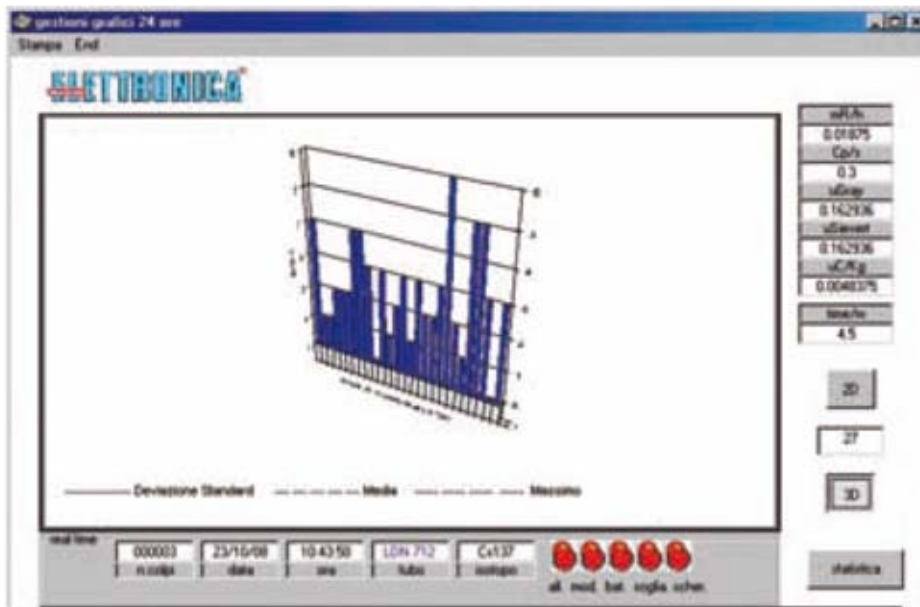 gestioni grafici 24 ore
Stampa End
ELETTRONICA
mR/h
0.01875
Cp/s
0.3
uGray
0.162936
uSievert
0.162936
uC/Kg
0.0048375
time/m
4.5
2D
27
3D
Deviazione Standard Media Massimo
real time
000003 23/10/08 10:43:50 LDN 712 Cs137
n.colpi data ora tubo isotopo
all. mod. bat. soglia scher.
statistica